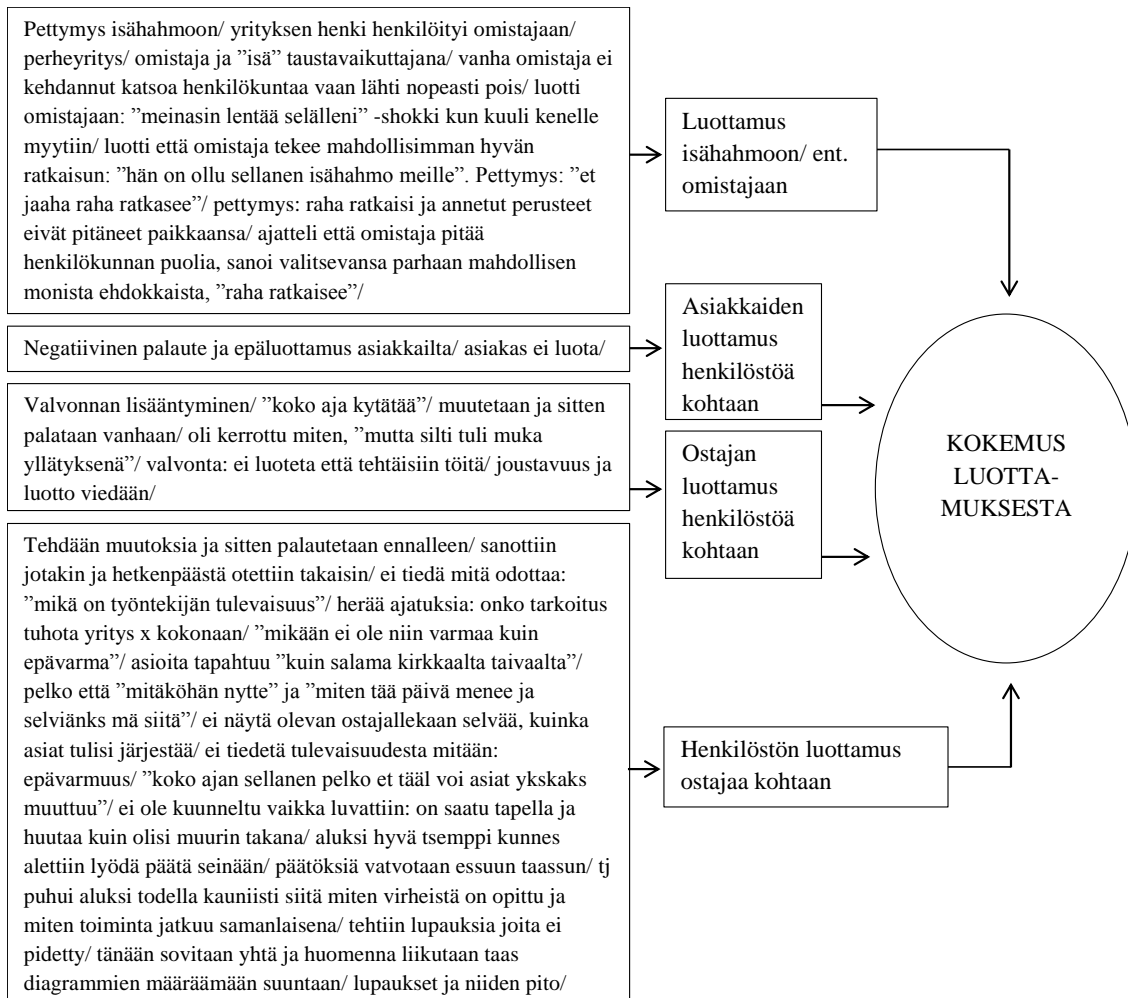 Pettymys isähahmoon/ yrityksen henki henkilöityi omistajaan/
perheyritys/ omistaja ja ”isä” taustavaikuttajana/ vanha omistaja ei
kehdannut katsoa henkilökuntaa vaan lähti nopeasti pois/ luotti
omistajaan: ”meinasin lentää selälleni” -shokki kun kuuli kenelle
myytiin/ luotti että omistaja tekee mahdollisimman hyvän
ratkaisun: ”hän on ollu sellanen isähahmo meille”. Pettymys: ”et
jaaha raha ratkasee”/ pettymys: raha ratkaisi ja annetut perusteet
eivät pitäneet paikkaansa/ ajatteli että omistaja pitää
henkilökunnan puolia, sanoi valitsevansa parhaan mahdollisen
monista ehdokkaista, ”raha ratkaisee”/
Luottamus
isähahmoon/ ent.
omistajaan
Negatiivinen palaute ja epäluottamus asiakkailta/ asiakas ei luota/
Asiakkaiden
luottamus
henkilöstöä
kohtaan
Valvonnan lisääntyminen/ ”koko aja kytätää”/ muutetaan ja sitten
palataan vanhaan/ oli kerrottu miten, ”mutta silti tuli muka
yllätyksenä”/ valvonta: ei luoteta että tehtäisiin töitä/ joustavuus ja
luotto viedään/
Ostajan
luottamus
henkilöstöä
kohtaan
KOKEMUS
LUOTTA-
MUKSESTA
Tehdään muutoksia ja sitten palautetaan ennalleen/ sanottiin
jotakin ja hetkenpäästä otettiin takaisin/ ei tiedä mitä odottaa:
”mikä on työntekijän tulevaisuus”/ herää ajatuksia: onko tarkoitus
tuhota yritys x kokonaan/ ”mikään ei ole niin varmaa kuin
epävarma”/ asioita tapahtuu ”kuin salama kirkkaalta taivaalta”/
pelko että ”mitäköhän nytte” ja ”miten tää päivä menee ja
selviänks mä siitä”/ ei näytä olevan ostajallekaan selvää, kuinka
asiat tulisi järjestää/ ei tiedetä tulevaisuudesta mitään:
epävarmuus/ ”koko ajan sellanen pelko et tääl voi asiat ykskaks
muuttuu”/ ei ole kuunneltu vaikka luvattiin: on saatu tapella ja
huutaa kuin olisi muurin takana/ aluksi hyvä tsemppi kunnes
alettiin lyödä päätä seinään/ päätöksiä vatvotaan essuun taassun/ tj
puhui aluksi todella kauniisti siitä miten virheistä on opittu ja
miten toiminta jatkuu samanlaisena/ tehtiin lupauksia joita ei
pidetty/ tänään sovitaan yhtä ja huomenna liikutaan taas
diagrammien määräämään suuntaan/ lupaukset ja niiden pito/
Henkilöstön luottamus
ostajaa kohtaan